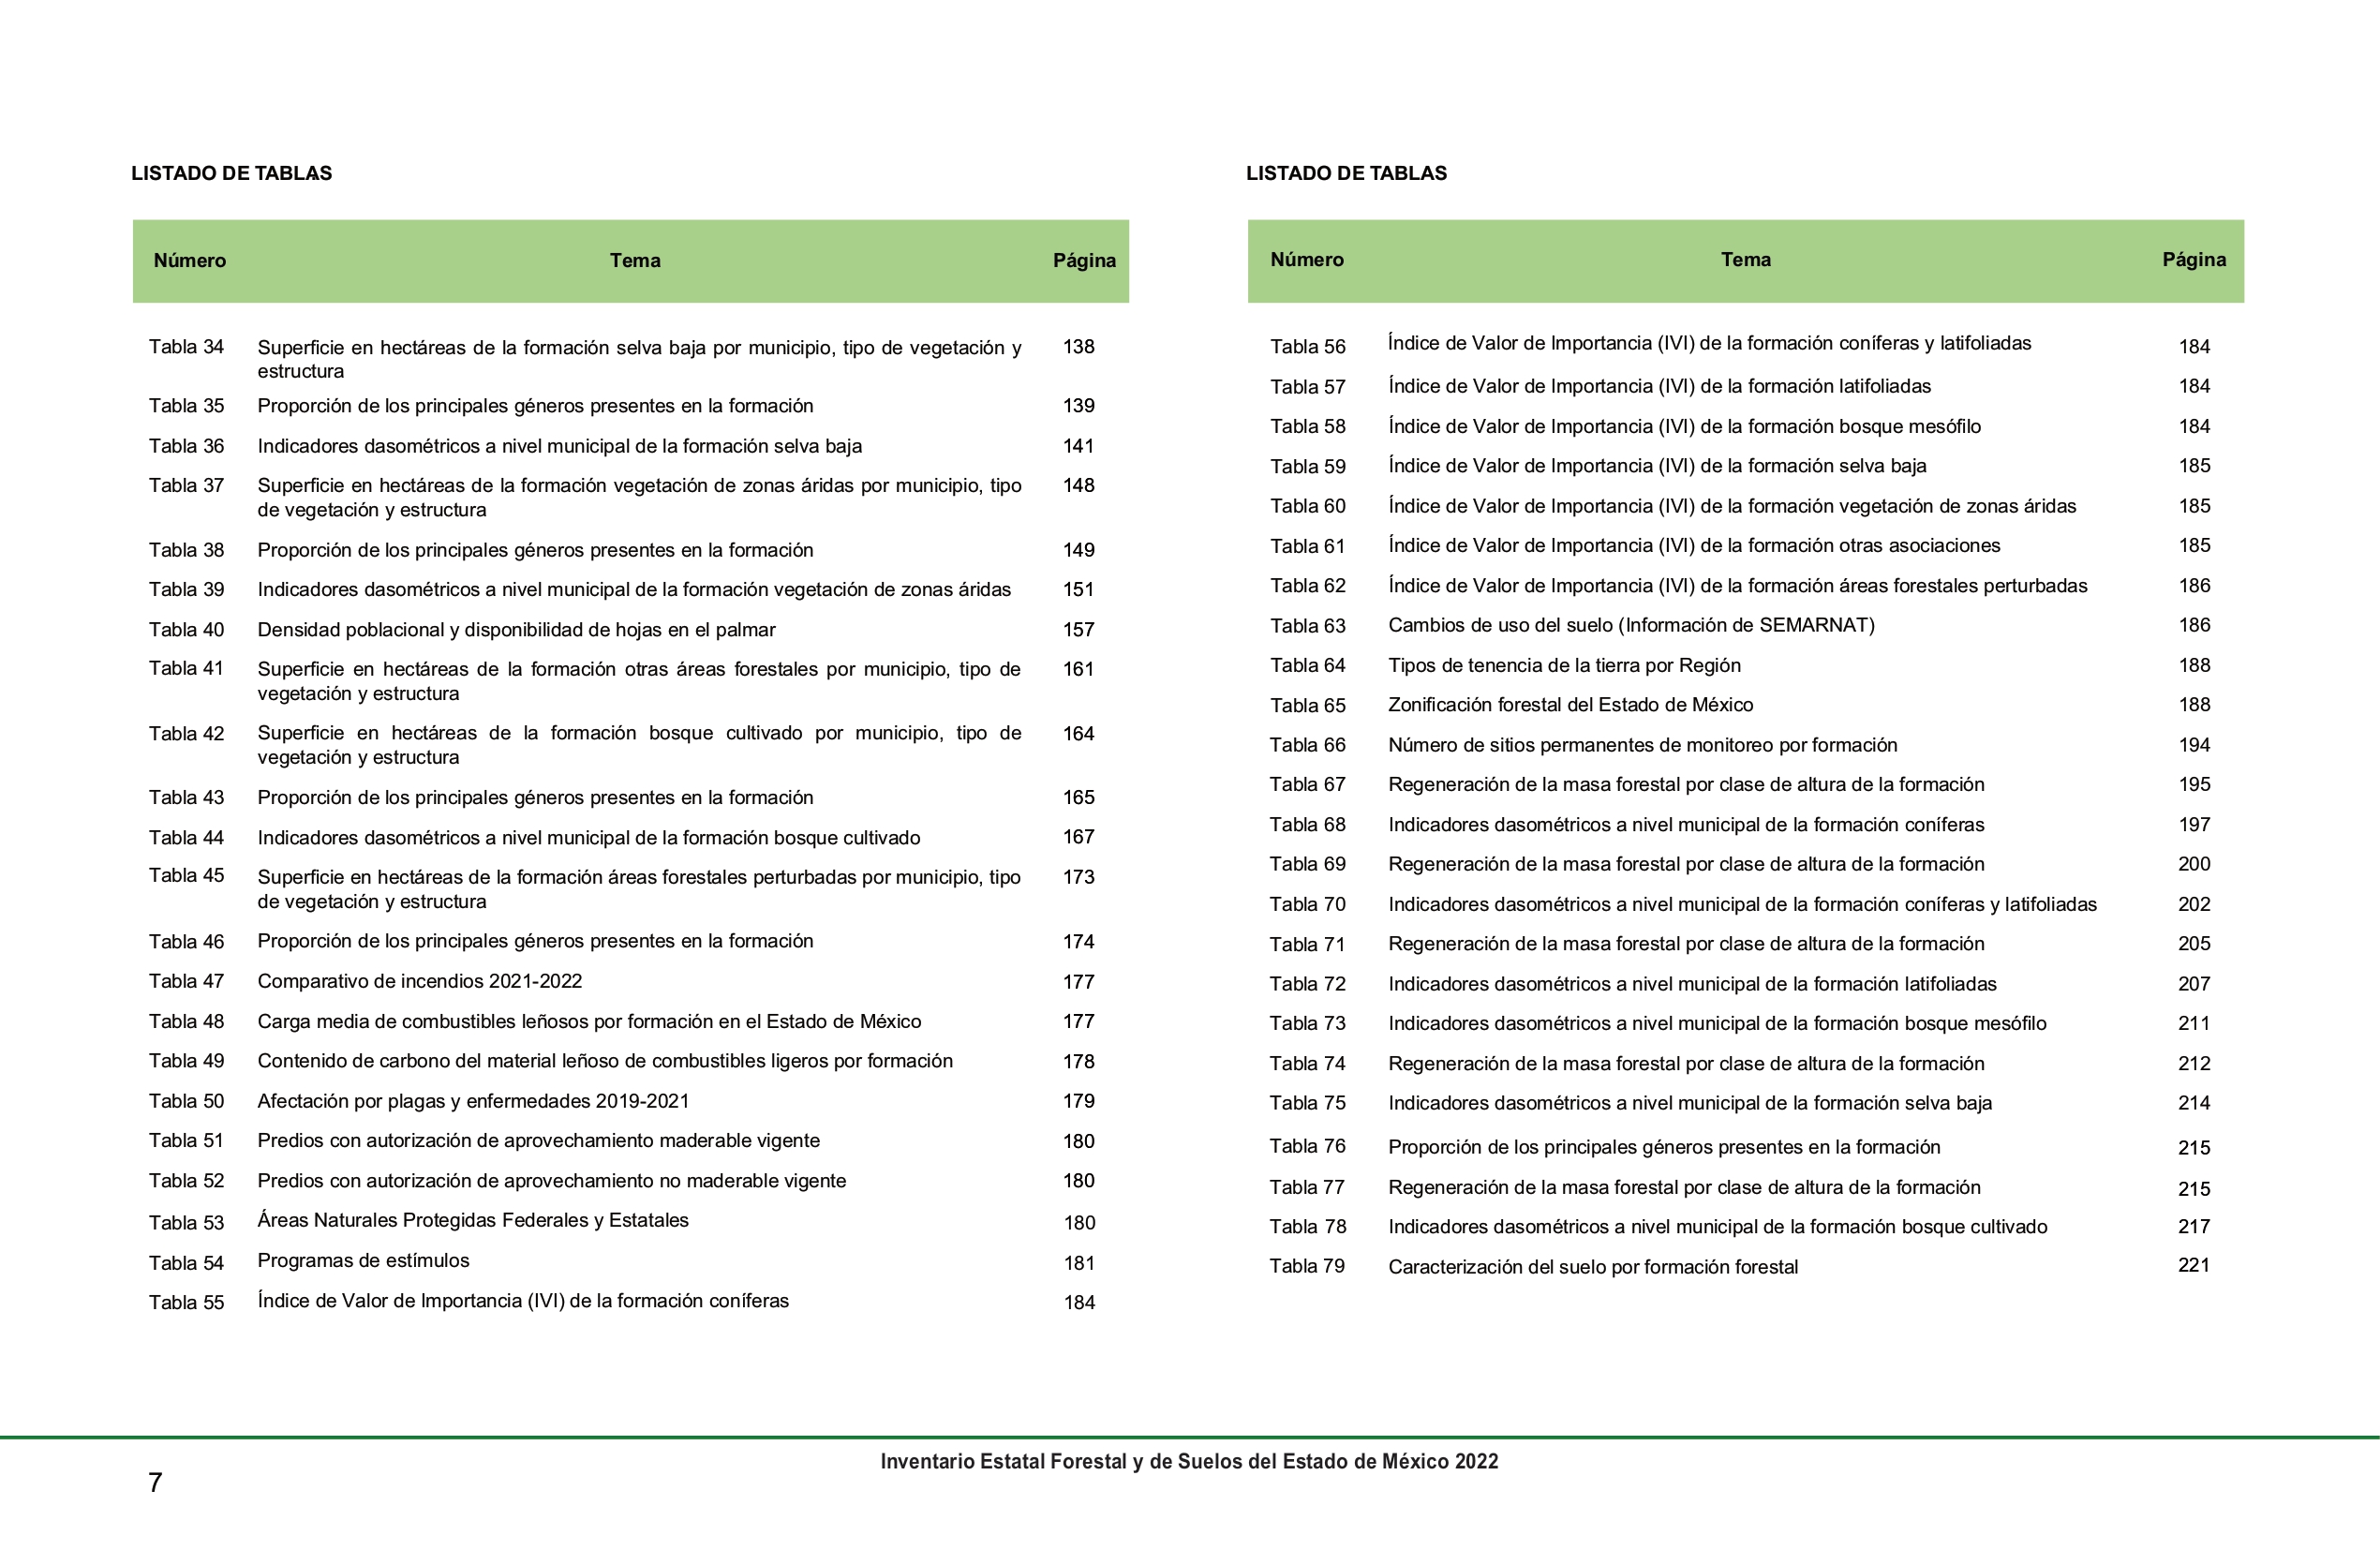 LISTADO DE TABLAS
Número Tema Página
Tabla 34 Superficie en hectáreas de la formación selva baja por municipio, tipo de vegetación y 138
estructura
Tabla 35 Proporción de los principales géneros presentes en la formación 139
Tabla 36 Indicadores dasométricos a nivel municipal de la formación selva baja 141
Tabla 37 Superficie en hectáreas de la formación vegetación de zonas áridas por municipio, tipo 148
de vegetación y estructura
Tabla 38 Proporción de los principales géneros presentes en la formación 149
Tabla 39 Indicadores dasométricos a nivel municipal de la formación vegetación de zonas áridas 151
Tabla 40 Densidad poblacional y disponibilidad de hojas en el palmar 157
Tabla 41 Superficie en hectáreas de la formación otras áreas forestales por municipio, tipo de 161
vegetación y estructura
Tabla 42 Superficie en hectáreas de la formación bosque cultivado por municipio, tipo de 164
vegetación y estructura
Tabla 43 Proporción de los principales géneros presentes en la formación 165
Tabla 44 Indicadores dasométricos a nivel municipal de la formación bosque cultivado 167
Tabla 45 Superficie en hectáreas de la formación áreas forestales perturbadas por municipio, tipo 173
de vegetación y estructura
Tabla 46 Proporción de los principales géneros presentes en la formación 174
Tabla 47 Comparativo de incendios 2021-2022 177
Tabla 48 Carga media de combustibles leñosos por formación en el Estado de México 177
Tabla 49 Contenido de carbono del material leñoso de combustibles ligeros por formación 178
Tabla 50 Afectación por plagas y enfermedades 2019-2021 179
Tabla 51 Predios con autorización de aprovechamiento maderable vigente 180
Tabla 52 Predios con autorización de aprovechamiento no maderable vigente 180
Tabla 53 Áreas Naturales Protegidas Federales y Estatales 180
Tabla 54 Programas de estímulos 181
Tabla 55 Índice de Valor de Importancia (IVI) de la formación coníferas 184
LISTADO DE TABLAS
Número Tema Página
Tabla 56 Índice de Valor de Importancia (IVI) de la formación coníferas y latifoliadas 184
Tabla 57 Índice de Valor de Importancia (IVI) de la formación latifoliadas 184
Tabla 58 Índice de Valor de Importancia (IVI) de la formación bosque mesófilo 184
Tabla 59 Índice de Valor de Importancia (IVI) de la formación selva baja 185
Tabla 60 Índice de Valor de Importancia (IVI) de la formación vegetación de zonas áridas 185
Tabla 61 Índice de Valor de Importancia (IVI) de la formación otras asociaciones 185
Tabla 62 Índice de Valor de Importancia (IVI) de la formación áreas forestales perturbadas 186
Tabla 63 Cambios de uso del suelo (Información de SEMARNAT) 186
Tabla 64 Tipos de tenencia de la tierra por Región 188
Tabla 65 Zonificación forestal del Estado de México 188
Tabla 66 Número de sitios permanentes de monitoreo por formación 194
Tabla 67 Regeneración de la masa forestal por clase de altura de la formación 195
Tabla 68 Indicadores dasométricos a nivel municipal de la formación coníferas 197
Tabla 69 Regeneración de la masa forestal por clase de altura de la formación 200
Tabla 70 Indicadores dasométricos a nivel municipal de la formación coníferas y latifoliadas 202
Tabla 71 Regeneración de la masa forestal por clase de altura de la formación 205
Tabla 72 Indicadores dasométricos a nivel municipal de la formación latifoliadas 207
Tabla 73 Indicadores dasométricos a nivel municipal de la formación bosque mesófilo 211
Tabla 74 Regeneración de la masa forestal por clase de altura de la formación 212
Tabla 75 Indicadores dasométricos a nivel municipal de la formación selva baja 214
Tabla 76 Proporción de los principales géneros presentes en la formación 215
Tabla 77 Regeneración de la masa forestal por clase de altura de la formación 215
Tabla 78 Indicadores dasométricos a nivel municipal de la formación bosque cultivado 217
Tabla 79 Caracterización del suelo por formación forestal 221
Inventario Estatal Forestal y de Suelos del Estado de México 2022
7